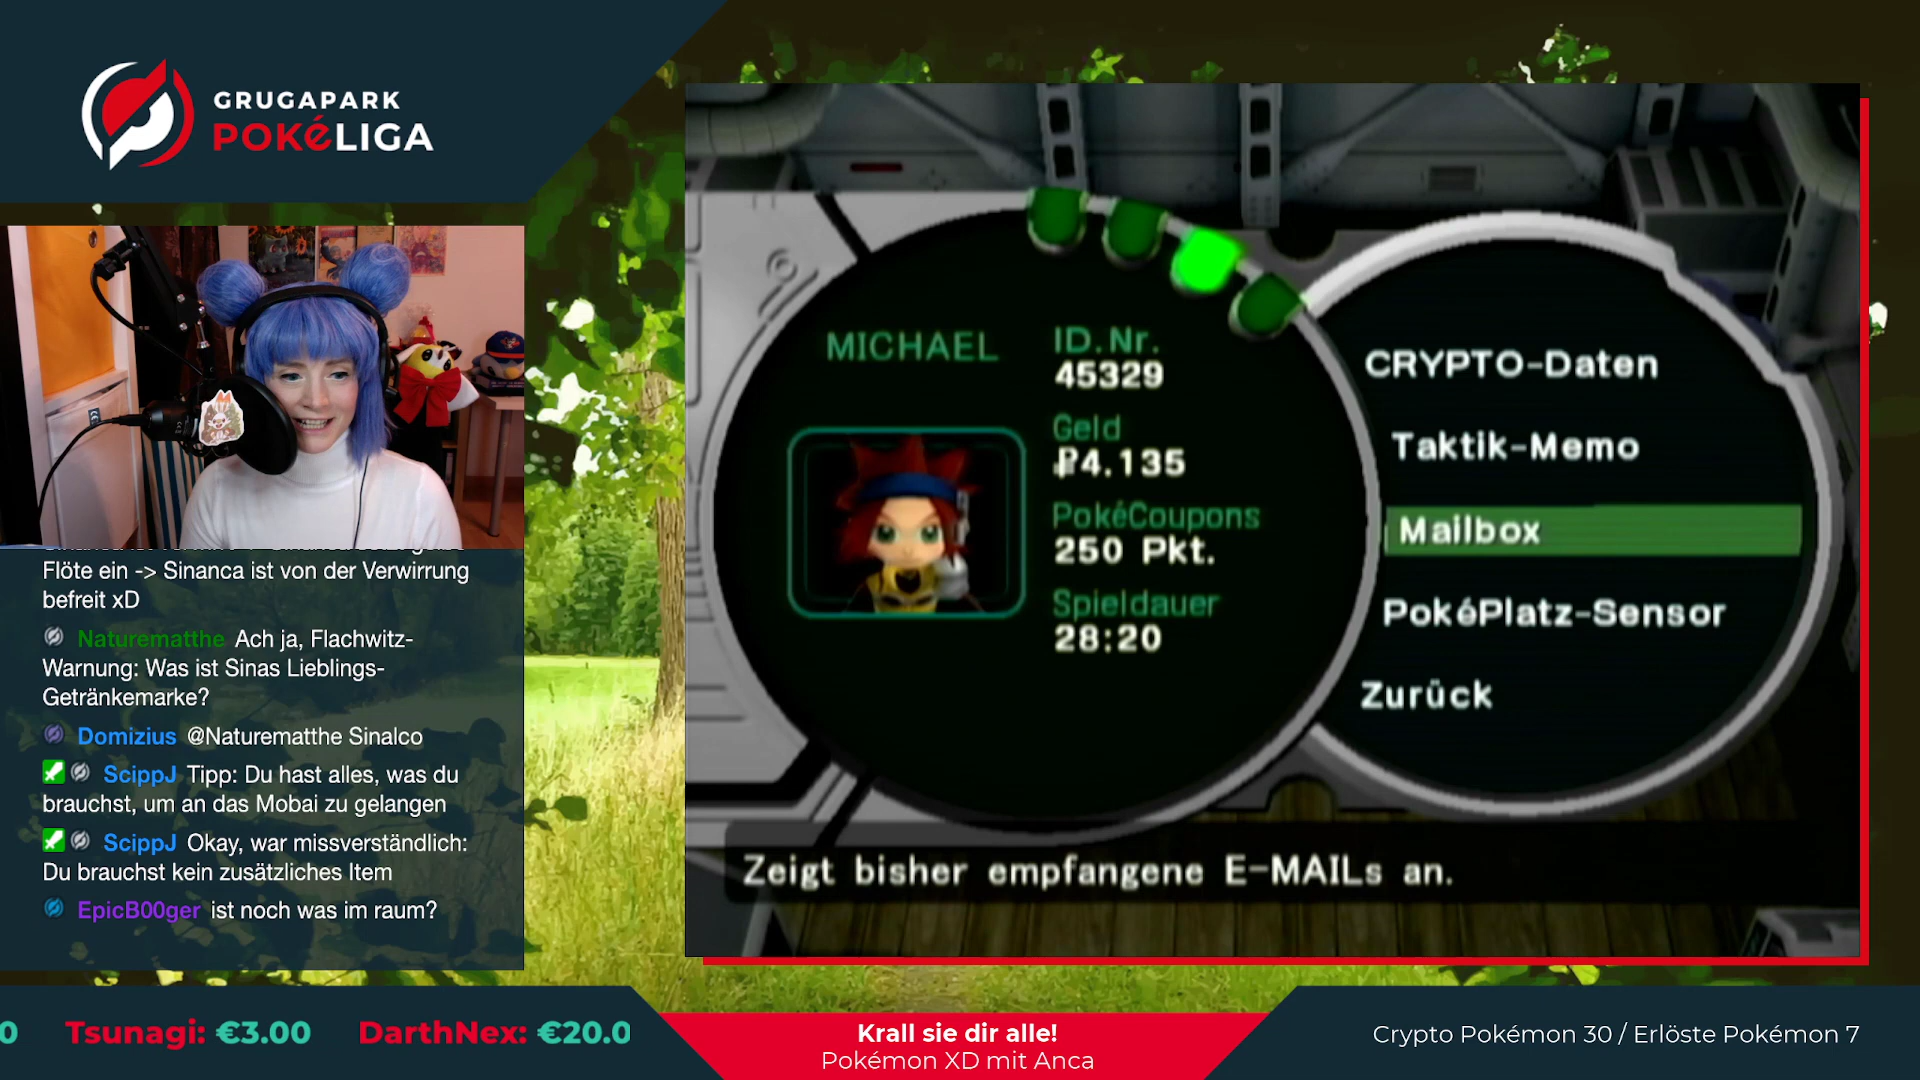 GRUGAPARK
POKéLIGA
Flöte ein -> Sinanca ist von der Verwirrung
befreit xD
Naturematthe Ach ja, Flachwitz-
Warnung: Was ist Sinas Lieblings-
Getränkemarke?
Domizius @Naturematthe Sinalco
ScippJ Tipp: Du hast alles, was du
brauchst, um an das Mobai zu gelangen
ScippJ Okay, war missverständlich:
Du brauchst kein zusätzliches Item
EpicB00ger ist noch was im raum?
MICHAEL
ID.Nr.
45329
Geld
₽4.135
PokéCoupons
250 Pkt.
Spieldauer
28:20
CRYPTO-Daten
Taktik-Memo
Mailbox
PokéPlatz-Sensor
Zurück
Zeigt bisher empfangene E-MAILs an.
0 Tsunagi: €3.00 DarthNex: €20.0
Krall sie dir alle!
Pokémon XD mit Anca
Crypto Pokémon 30 / Erlöste Pokémon 7